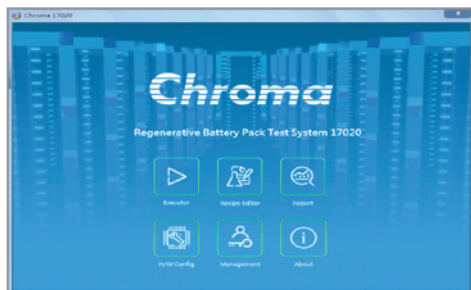 Chroma 17020
Chroma
Regenerative Battery Pack Test System 17020
Executor
Recipe Editor
Report
H/W Config
Management
About